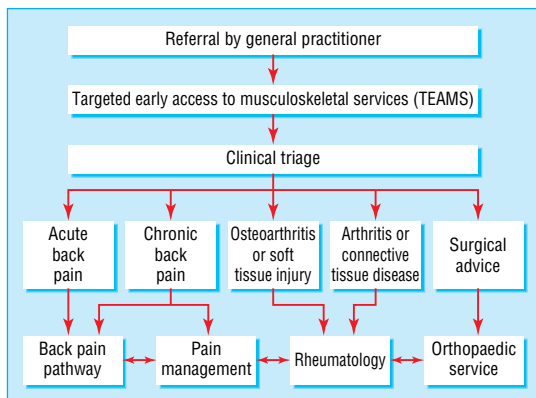 Referral by general practitioner
Targeted early access to musculoskeletal services (TEAMS)
Clinical triage
Acute
back
pain
Chronic
back
pain
Osteoarthritis
or soft
tissue injury
Arthritis or
connective
tissue disease
Surgical
advice
Back pain
pathway
Pain
management
Rheumatology
Orthopaedic
service